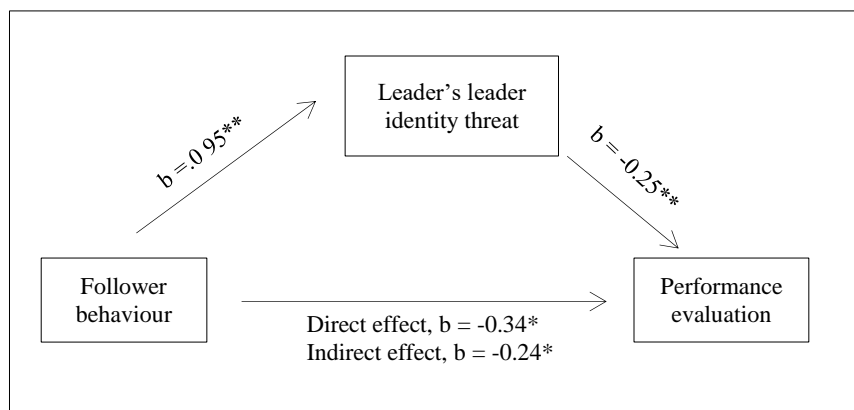 Leader’s leader
identity threat
b =.0 95**
b = -0.25**
Follower
behaviour
Direct effect, b = -0.34*
Indirect effect, b = -0.24*
Performance
evaluation